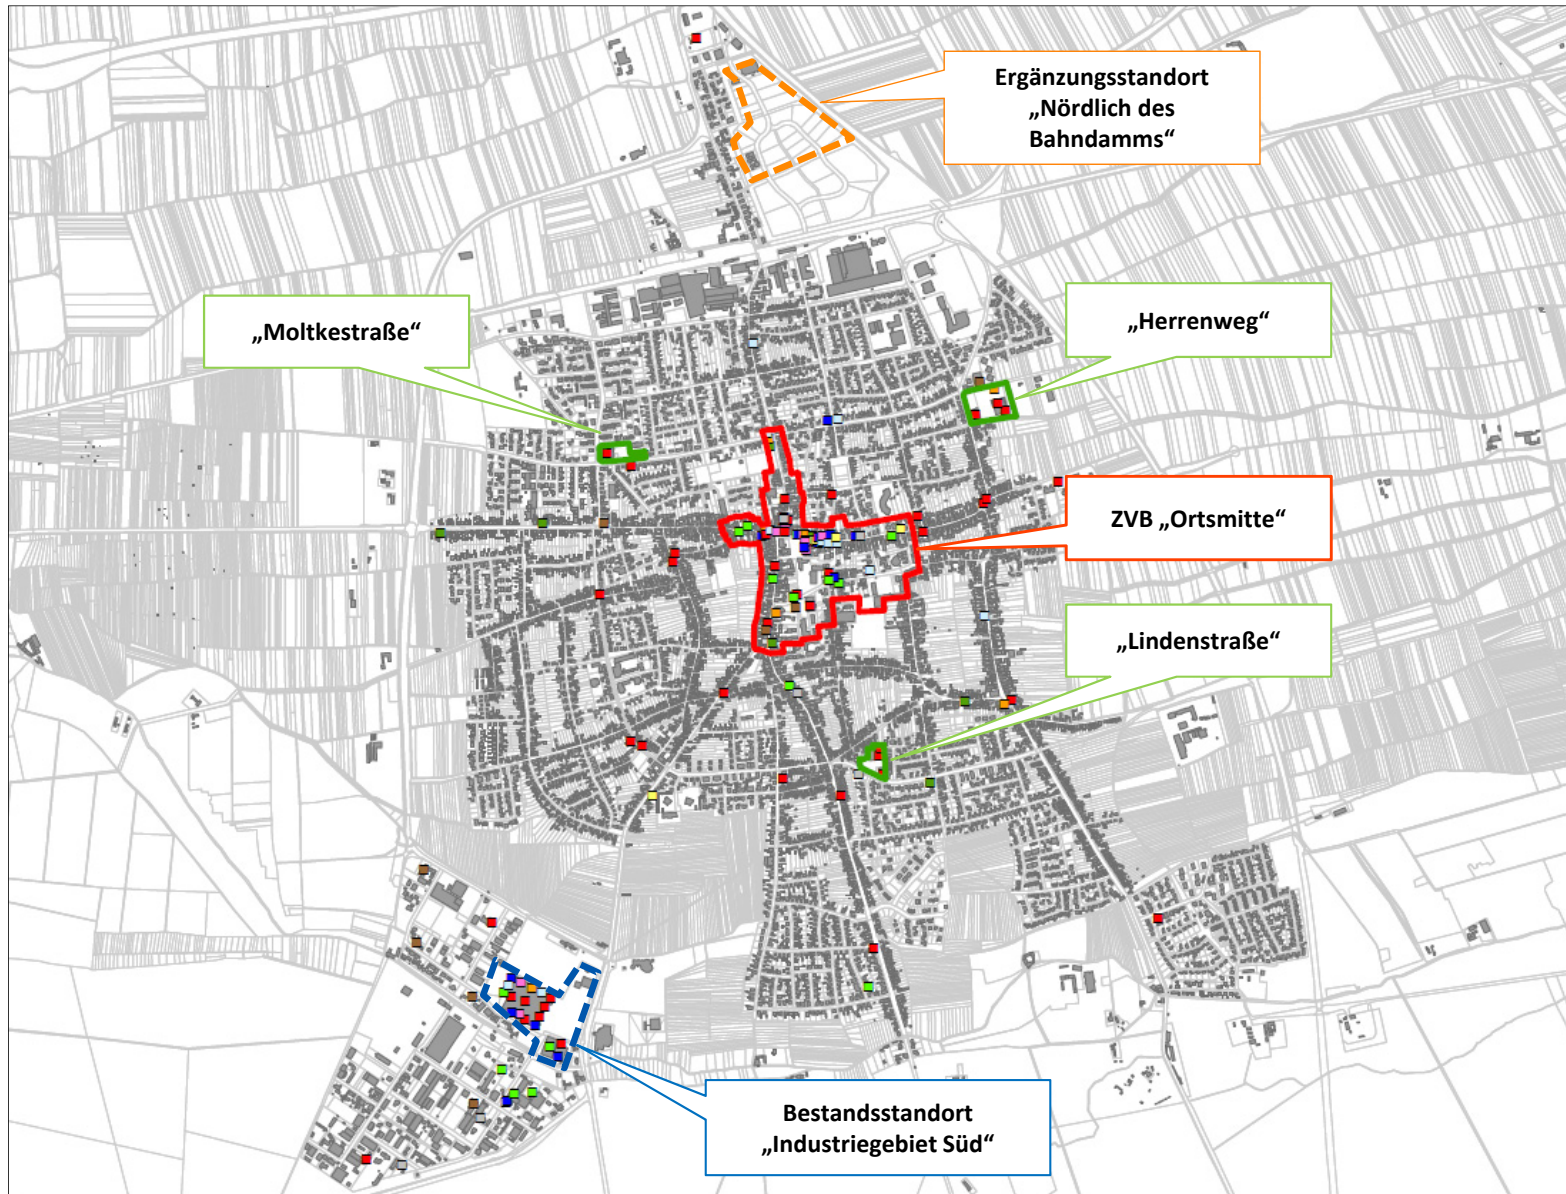 Ergänzungsstandort
„Nördlich des
Bahndamms“
„Moltkestraße“
„Herrenweg“
ZVB „Ortsmitte“
„Lindenstraße“
Bestandsstandort
„Industriegebiet Süd“